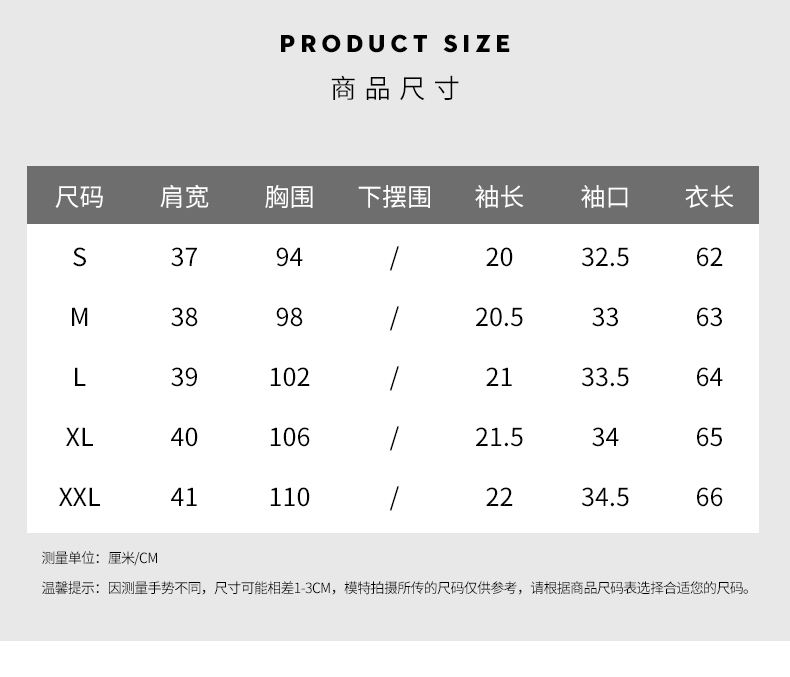 PRODUCT SIZE
商品尺寸
尺码 肩宽 胸围 下摆围 袖长 袖口 衣长
S 37 94 / 20 32.5 62
M 38 98 / 20.5 33 63
L 39 102 / 21 33.5 64
XL 40 106 / 21.5 34 65
XXL 41 110 / 22 34.5 66
测量单位：厘米/CM
温馨提示：因测量手势不同，尺寸可能相差1-3CM，模特拍摄所传的尺码仅供参考，请根据商品尺码表选择合适您的尺码。